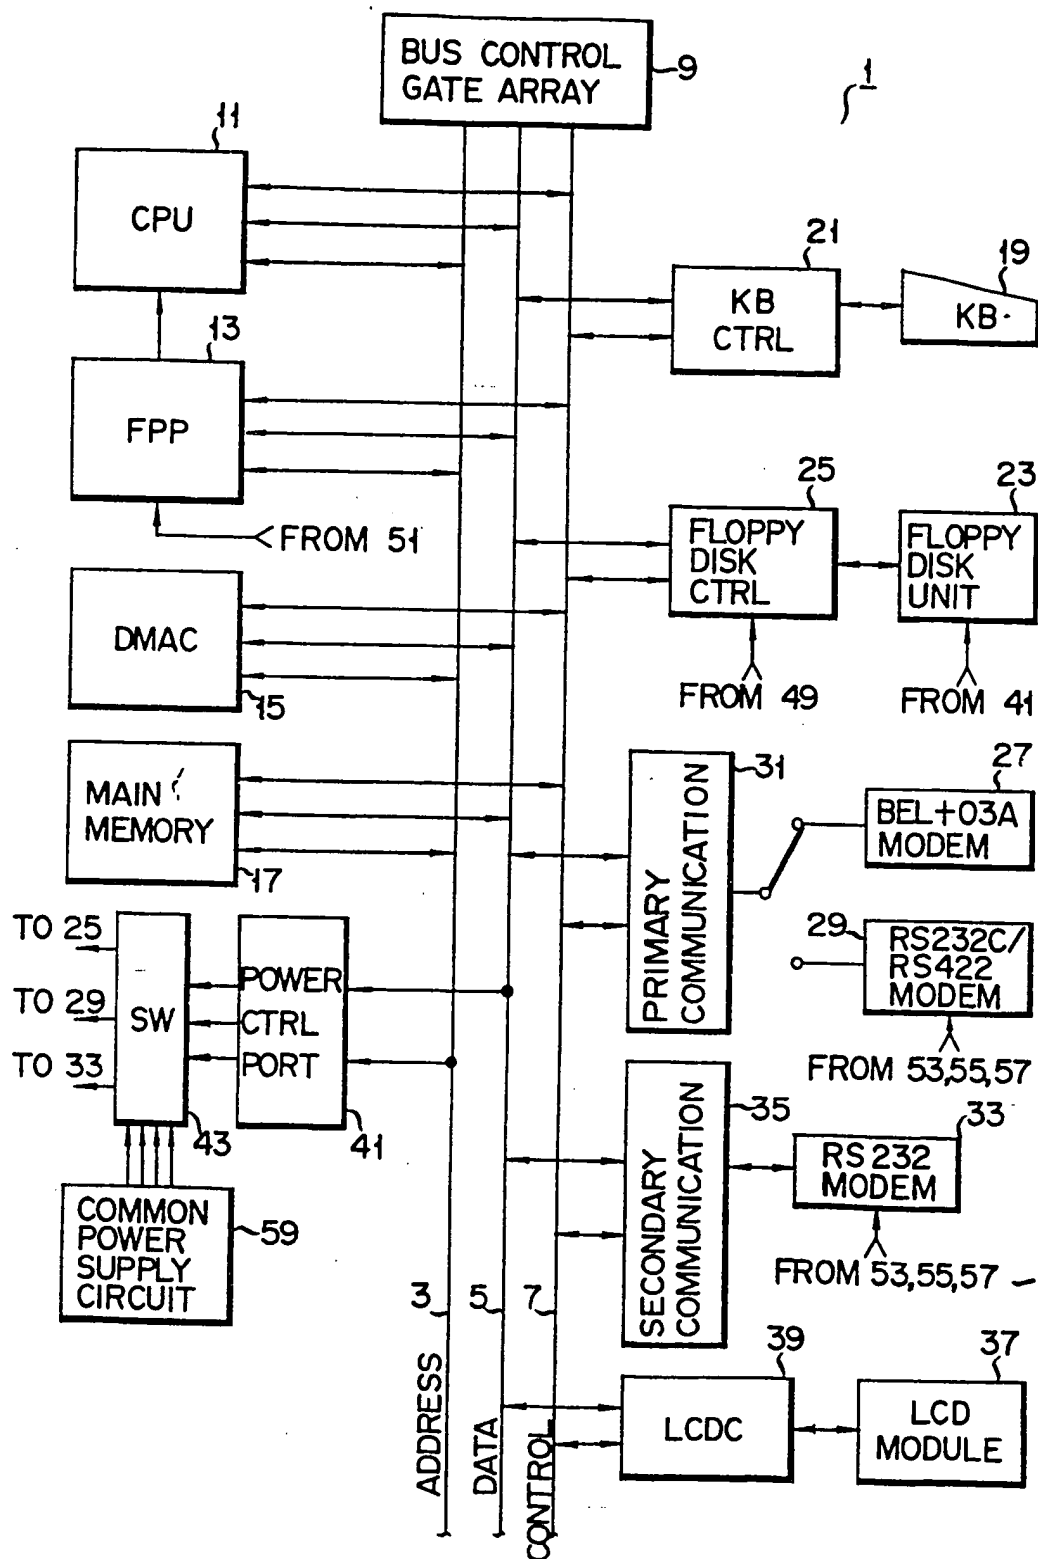 BUS CONTROL
GATE ARRAY
9
1
11
CPU
21
KB
CTRL
19
KB
13
FPP
FROM 51
25
FLOPPY
DISK
CTRL
FROM 49
23
FLOPPY
DISK
UNIT
FROM 41
DMAC
15
MAIN
MEMORY
17
31
PRIMARY
COMMUNICATION
27
BEL+03A
MODEM
29
RS232C/
RS422
MODEM
FROM 53,55,57
TO 25
TO 29
TO 33
SW
43
POWER
CTRL
PORT
41
COMMON
POWER
SUPPLY
CIRCUIT
59
35
SECONDARY
COMMUNICATION
33
RS232
MODEM
FROM 53,55,57
3
5
7
ADDRESS
DATA
CONTROL
39
LCDC
37
LCD
MODULE